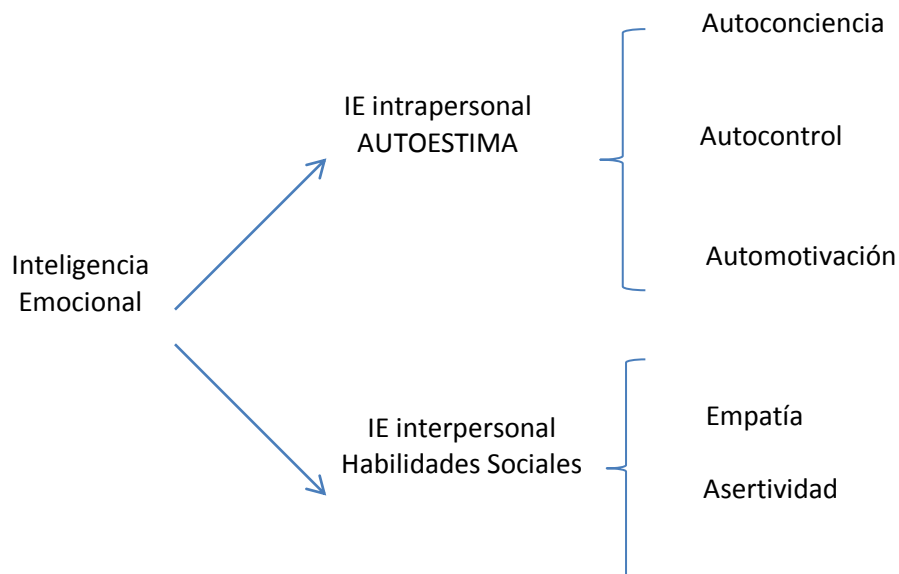 Inteligencia
Emocional
IE intrapersonal
AUTOESTIMA
Autoconciencia
Autocontrol
Automotivación
IE interpersonal
Habilidades Sociales
Empatía
Asertividad